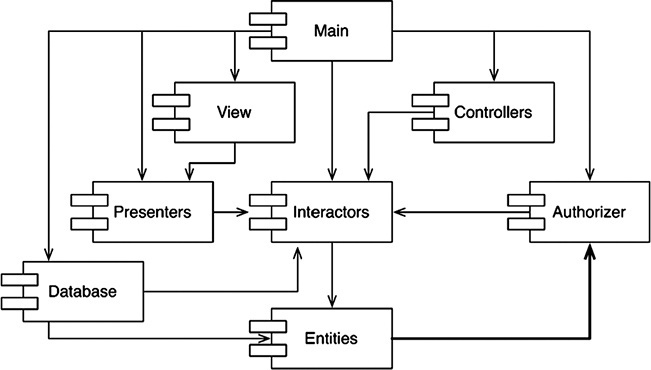 Main
View
Controllers
Presenters
Interactors
Authorizer
Database
Entities